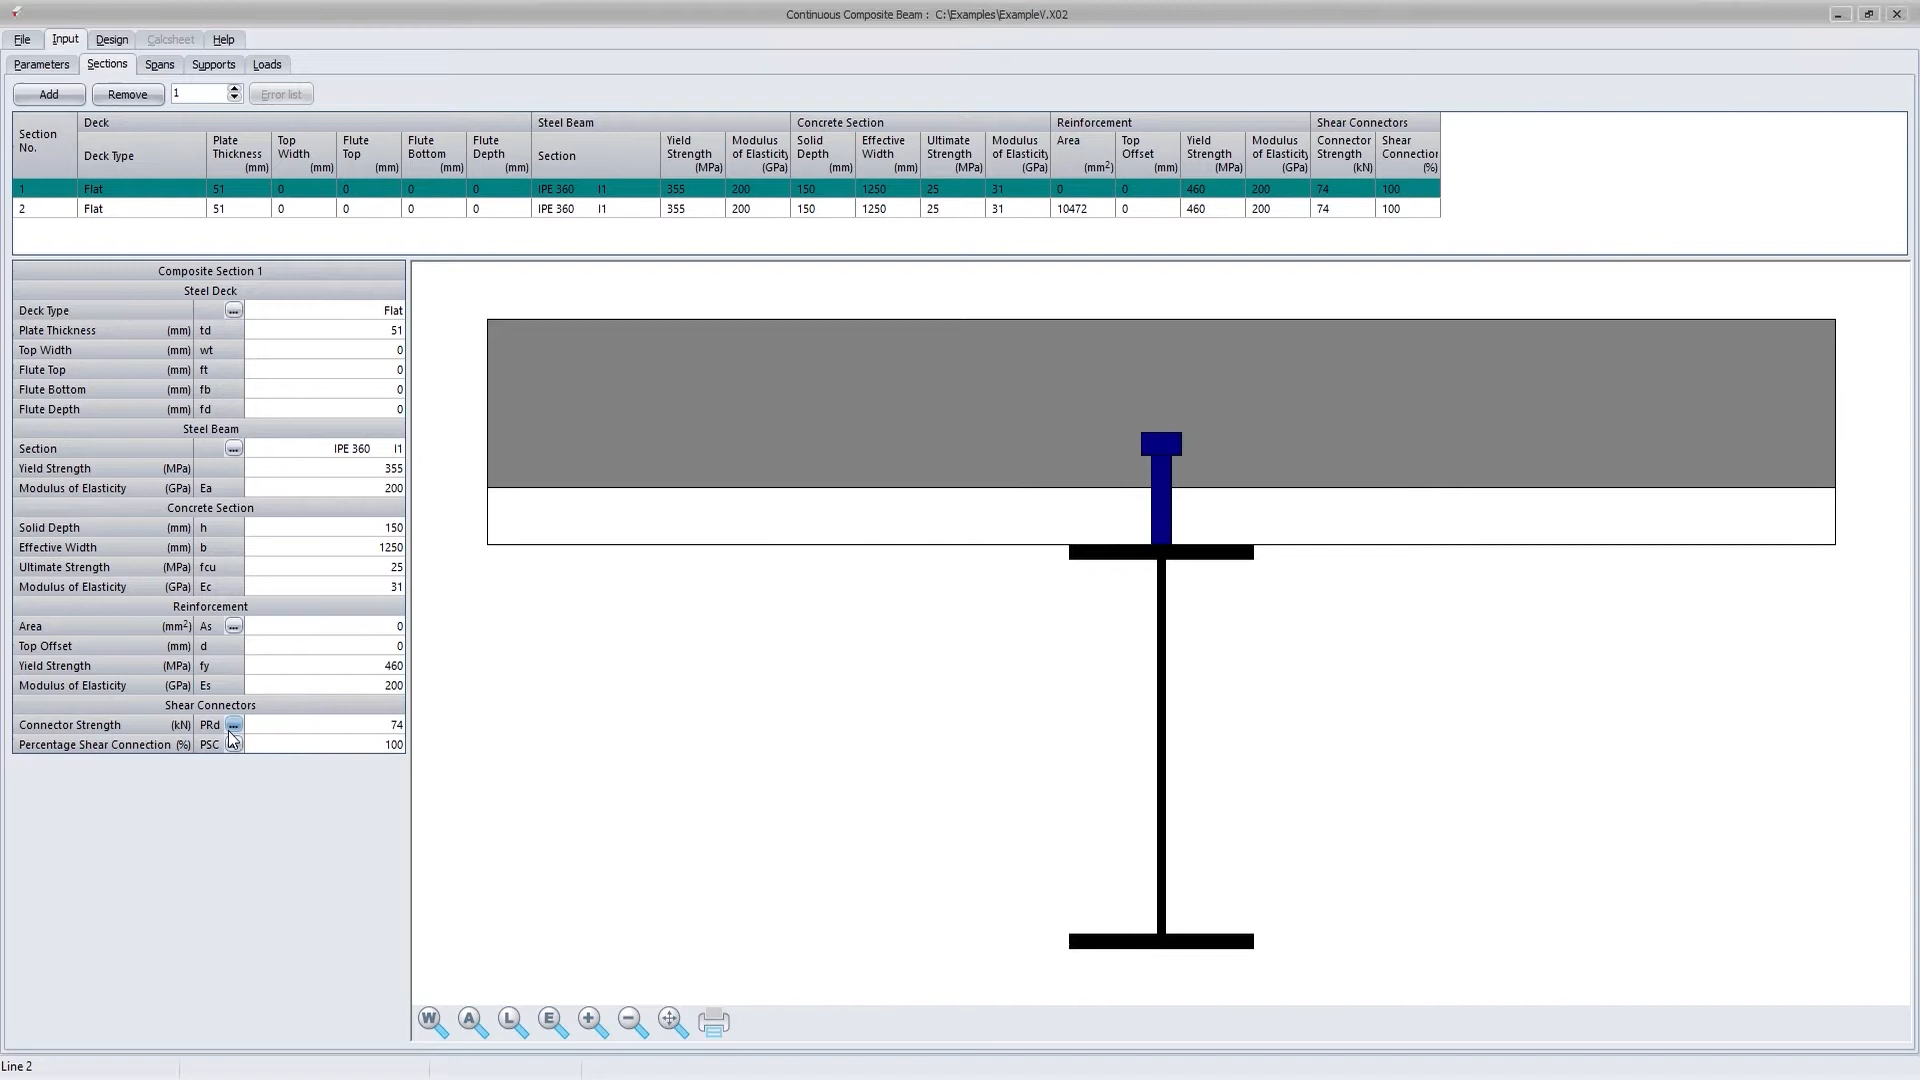 Continuous Composite Beam : C:\Examples\ExampleV.X02
File Input Design Calcsheet Help
Parameters Sections Spans Supports Loads
Add Remove 1 Error list
Section No. Deck Steel Beam Concrete Section Reinforcement Shear Connectors
Deck Type Plate Thickness (mm) Top Width (mm) Flute Top (mm) Flute Bottom (mm) Flute Depth (mm) Section Yield Strength (MPa) Modulus of Elasticity (GPa) Solid Depth (mm) Effective Width (mm) Ultimate Strength (MPa) Modulus of Elasticity (GPa) Area (mm2) Top Offset (mm) Yield Strength (MPa) Modulus of Elasticity (GPa) Connector Strength (kN) Shear Connection (%)
1 Flat 51 0 0 0 0 IPE 360 I1 355 200 150 1250 25 31 0 0 460 200 74 100
2 Flat 51 0 0 0 0 IPE 360 I1 355 200 150 1250 25 31 10472 0 460 200 74 100
Composite Section 1
Steel Deck
Deck Type ... Flat
Plate Thickness (mm) td 51
Top Width (mm) wt 0
Flute Top (mm) ft 0
Flute Bottom (mm) fb 0
Flute Depth (mm) fd 0
Steel Beam
Section ... IPE 360 I1
Yield Strength (MPa) 355
Modulus of Elasticity (GPa) Ea 200
Concrete Section
Solid Depth (mm) h 150
Effective Width (mm) b 1250
Ultimate Strength (MPa) fcu 25
Modulus of Elasticity (GPa) Ec 31
Reinforcement
Area (mm2) As ... 0
Top Offset (mm) d 0
Yield Strength (MPa) fy 460
Modulus of Elasticity (GPa) Es 200
Shear Connectors
Connector Strength (kN) PRd ... 74
Percentage Shear Connection (%) PSC 100
W A L E
Line 2